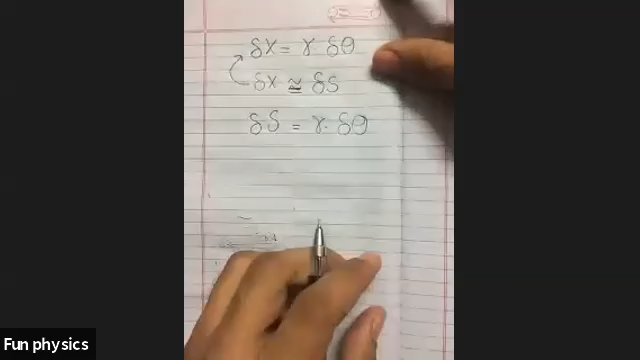 δx = r · δθ
δx ≅ δS
δS = r · δθ
Fun physics